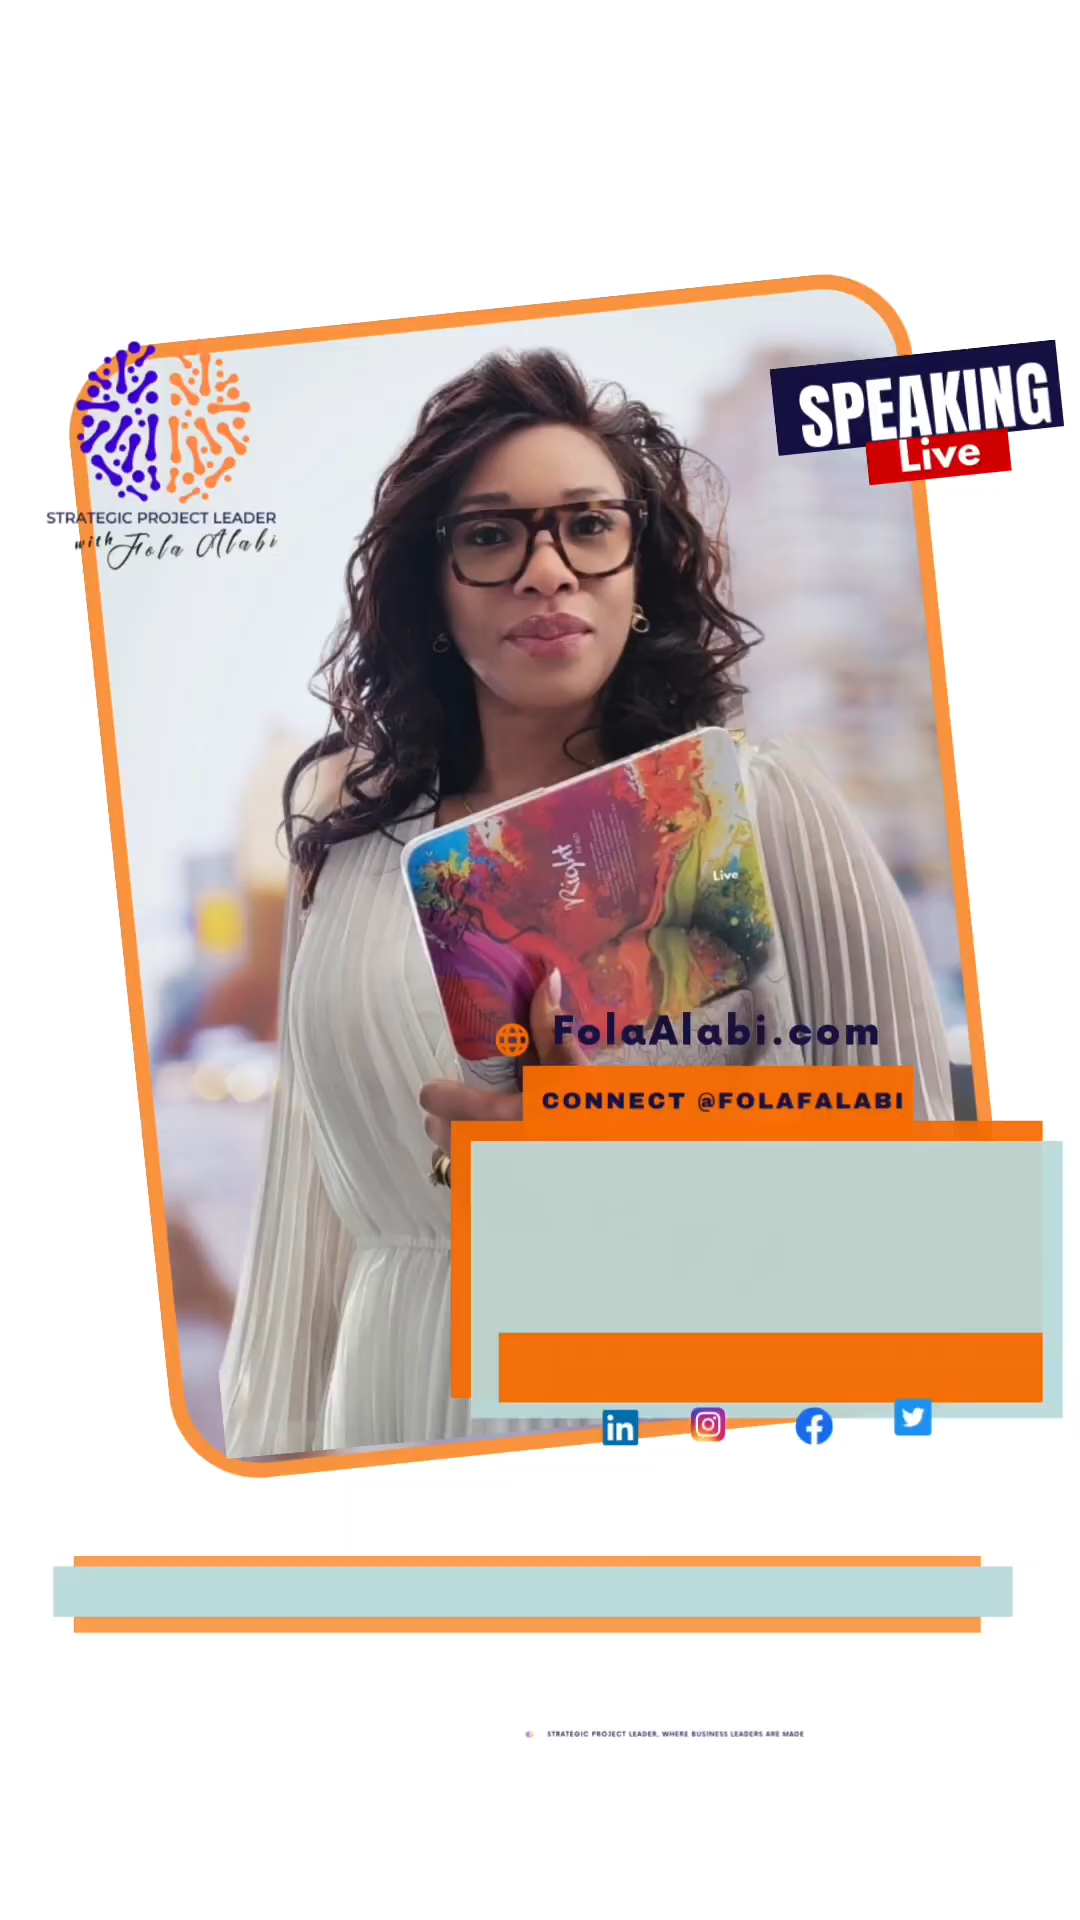 SPEAKING
Live
STRATEGIC PROJECT LEADER
with Fola Alabi
Right
Live
FolaAlabi.com
CONNECT @FOLAFALABI
in
STRATEGIC PROJECT LEADER, WHERE BUSINESS LEADERS ARE MADE